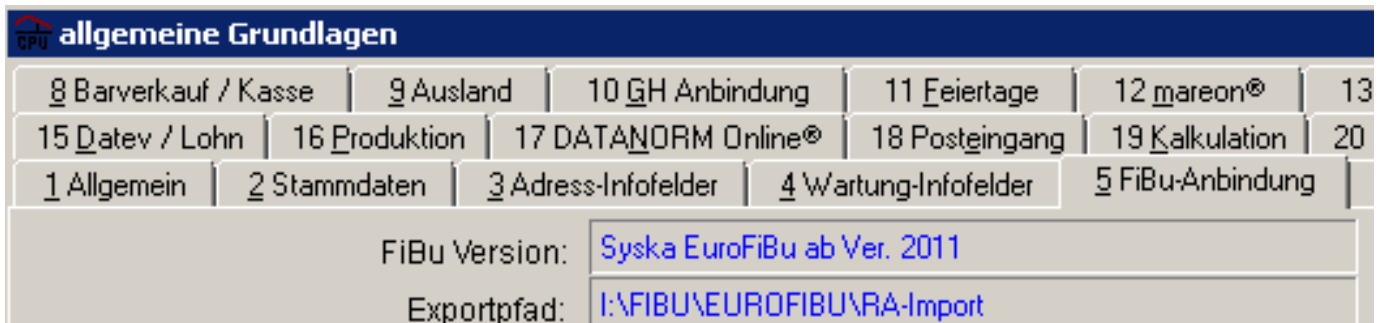 CPU allgemeine Grundlagen
8 Barverkauf / Kasse 9 Ausland 10 GH Anbindung 11 Feiertage 12 mareon® 13
15 Datev / Lohn 16 Produktion 17 DATANORM Online® 18 Posteingang 19 Kalkulation 20
1 Allgemein 2 Stammdaten 3 Adress-Infofelder 4 Wartung-Infofelder 5 FiBu-Anbindung
FiBu Version: Syska EuroFiBu ab Ver. 2011
Exportpfad: I:\FIBU\EUROFIBU\RA-Import